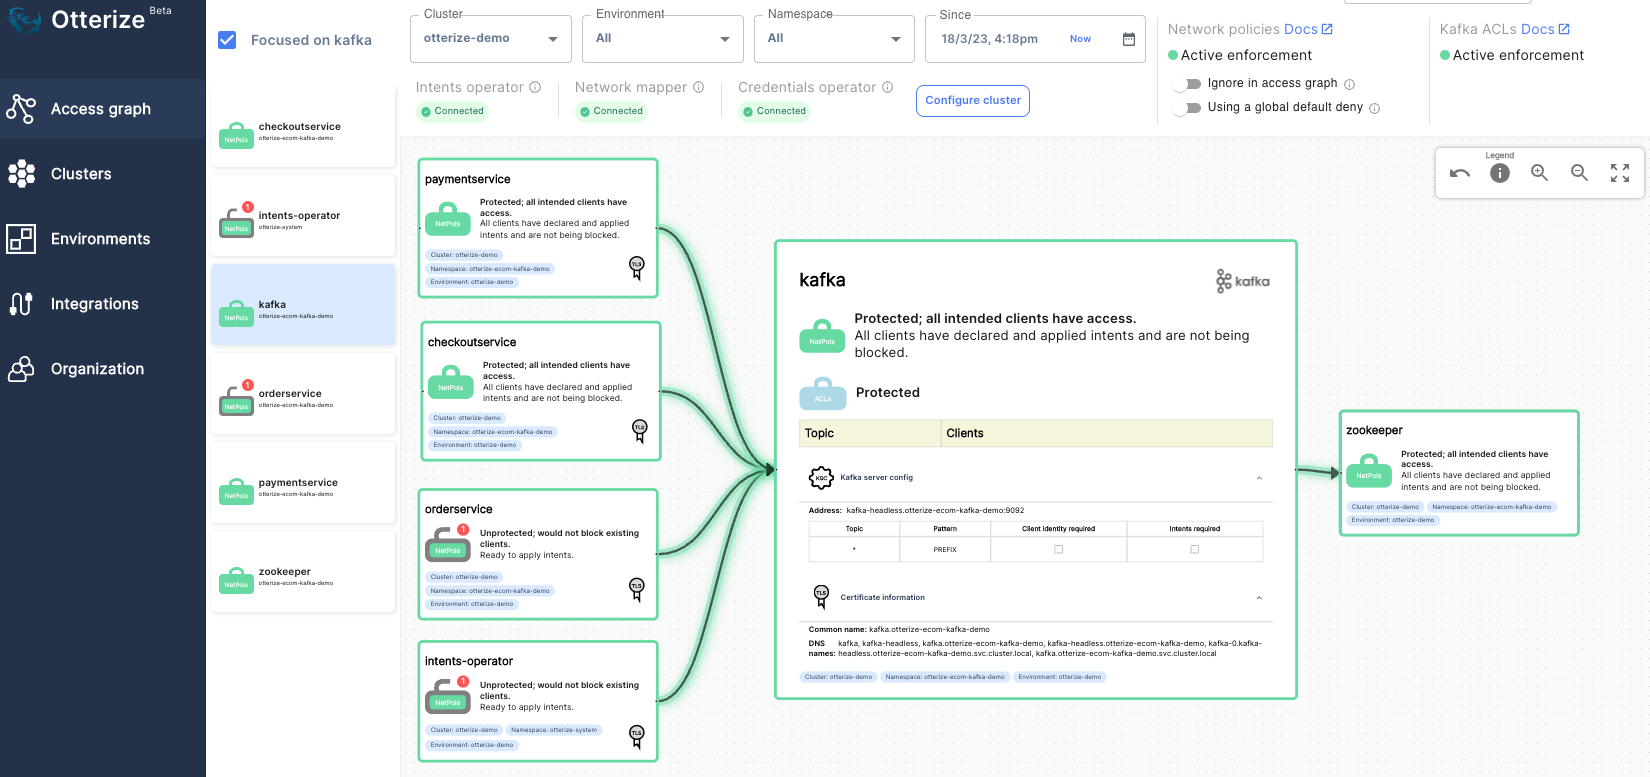 Otterize Beta
Access graph
Clusters
Environments
Integrations
Organization
Focused on kafka
Cluster
otterize-demo
Environment
All
Namespace
All
Since
18/3/23, 4:18pm Now
Intents operator
Connected
Network mapper
Connected
Credentials operator
Connected
Configure cluster
Network policies Docs
Active enforcement
Ignore in access graph
Using a global default deny
Kafka ACLs Docs
Active enforcement
NetPols
checkoutservice
otterize-ecom-kafka-demo
1
NetPols
intents-operator
otterize-system
NetPols
kafka
otterize-ecom-kafka-demo
1
NetPols
orderservice
otterize-ecom-kafka-demo
NetPols
paymentservice
otterize-ecom-kafka-demo
NetPols
zookeeper
otterize-ecom-kafka-demo
Legend
paymentservice
NetPols
Protected; all intended clients have
access.
All clients have declared and applied
intents and are not being blocked.
Cluster: otterize-demo
Namespace: otterize-ecom-kafka-demo
Environment: otterize-demo
TLS
checkoutservice
NetPols
Protected; all intended clients have
access.
All clients have declared and applied
intents and are not being blocked.
Cluster: otterize-demo
Namespace: otterize-ecom-kafka-demo
Environment: otterize-demo
TLS
orderservice
1
NetPols
Unprotected; would not block existing
clients.
Ready to apply intents.
Cluster: otterize-demo
Namespace: otterize-ecom-kafka-demo
Environment: otterize-demo
TLS
intents-operator
1
NetPols
Unprotected; would not block existing
clients.
Ready to apply intents.
Cluster: otterize-demo Namespace: otterize-system
Environment: otterize-demo
TLS
kafka
kafka
NetPols
Protected; all intended clients have access.
All clients have declared and applied intents and are not being
blocked.
ACLs
Protected
Topic Clients
KSC
Kafka server config
Address: kafka-headless.otterize-ecom-kafka-demo:9092
Topic Pattern Client identity required Intents required
* PREFIX
TLS
Certificate information
Common name: kafka.otterize-ecom-kafka-demo
DNS kafka, kafka-headless, kafka.otterize-ecom-kafka-demo, kafka-headless.otterize-ecom-kafka-demo, kafka-0.kafka-
names: headless.otterize-ecom-kafka-demo.svc.cluster.local, kafka.otterize-ecom-kafka-demo.svc.cluster.local
Cluster: otterize-demo Namespace: otterize-ecom-kafka-demo Environment: otterize-demo
zookeeper
NetPols
Protected; all intended clients have
access.
All clients have declared and applied
intents and are not being blocked.
Cluster: otterize-demo Namespace: otterize-ecom-kafka-demo
Environment: otterize-demo